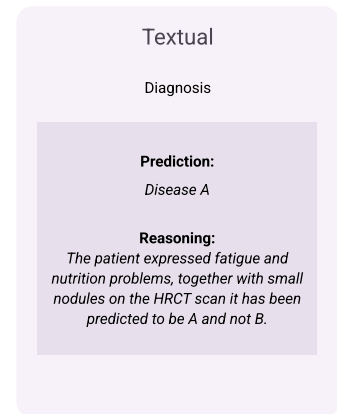 Textual
Diagnosis
Prediction:
Disease A
Reasoning:
The patient expressed fatigue and
nutrition problems, together with small
nodules on the HRCT scan it has been
predicted to be A and not B.